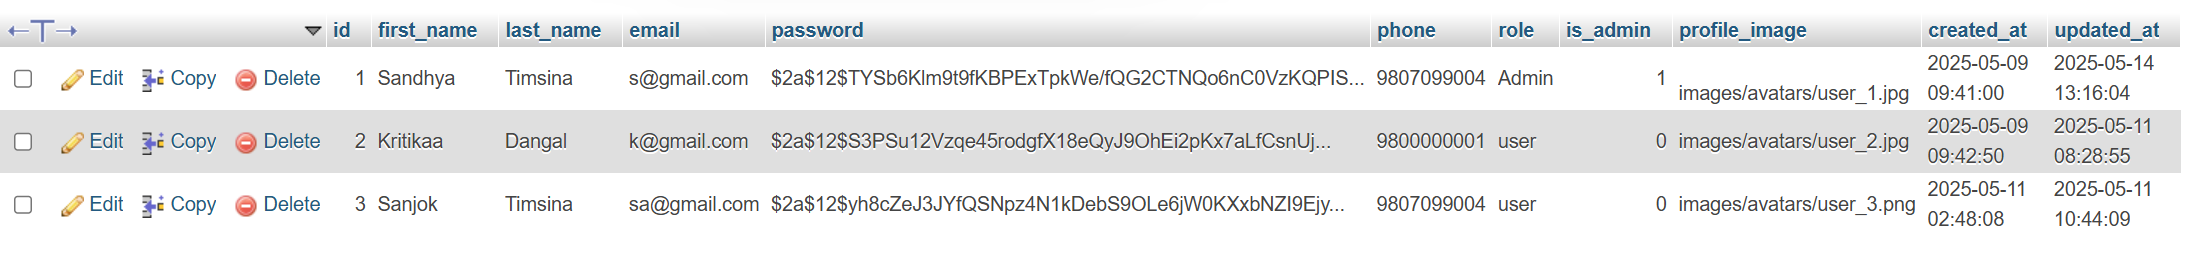 id first_name last_name email password phone role is_admin profile_image created_at updated_at
Edit Copy Delete 1 Sandhya Timsina s@gmail.com $2a$12$TYSb6Klm9t9fKBPExTpkWe/fQG2CTNQo6nC0VzKQPIS... 9807099004 Admin 1 images/avatars/user_1.jpg 2025-05-09 09:41:00 2025-05-14 13:16:04
Edit Copy Delete 2 Kritikaa Dangal k@gmail.com $2a$12$S3PSu12Vzqe45rodgfX18eQyJ9OhEi2pKx7aLfCsnUj... 9800000001 user 0 images/avatars/user_2.jpg 2025-05-09 09:42:50 2025-05-11 08:28:55
Edit Copy Delete 3 Sanjok Timsina sa@gmail.com $2a$12$yh8cZeJ3JYfQSNpz4N1kDebS9OLe6jW0KXxbNZI9Ejy... 9807099004 user 0 images/avatars/user_3.png 2025-05-11 02:48:08 2025-05-11 10:44:09